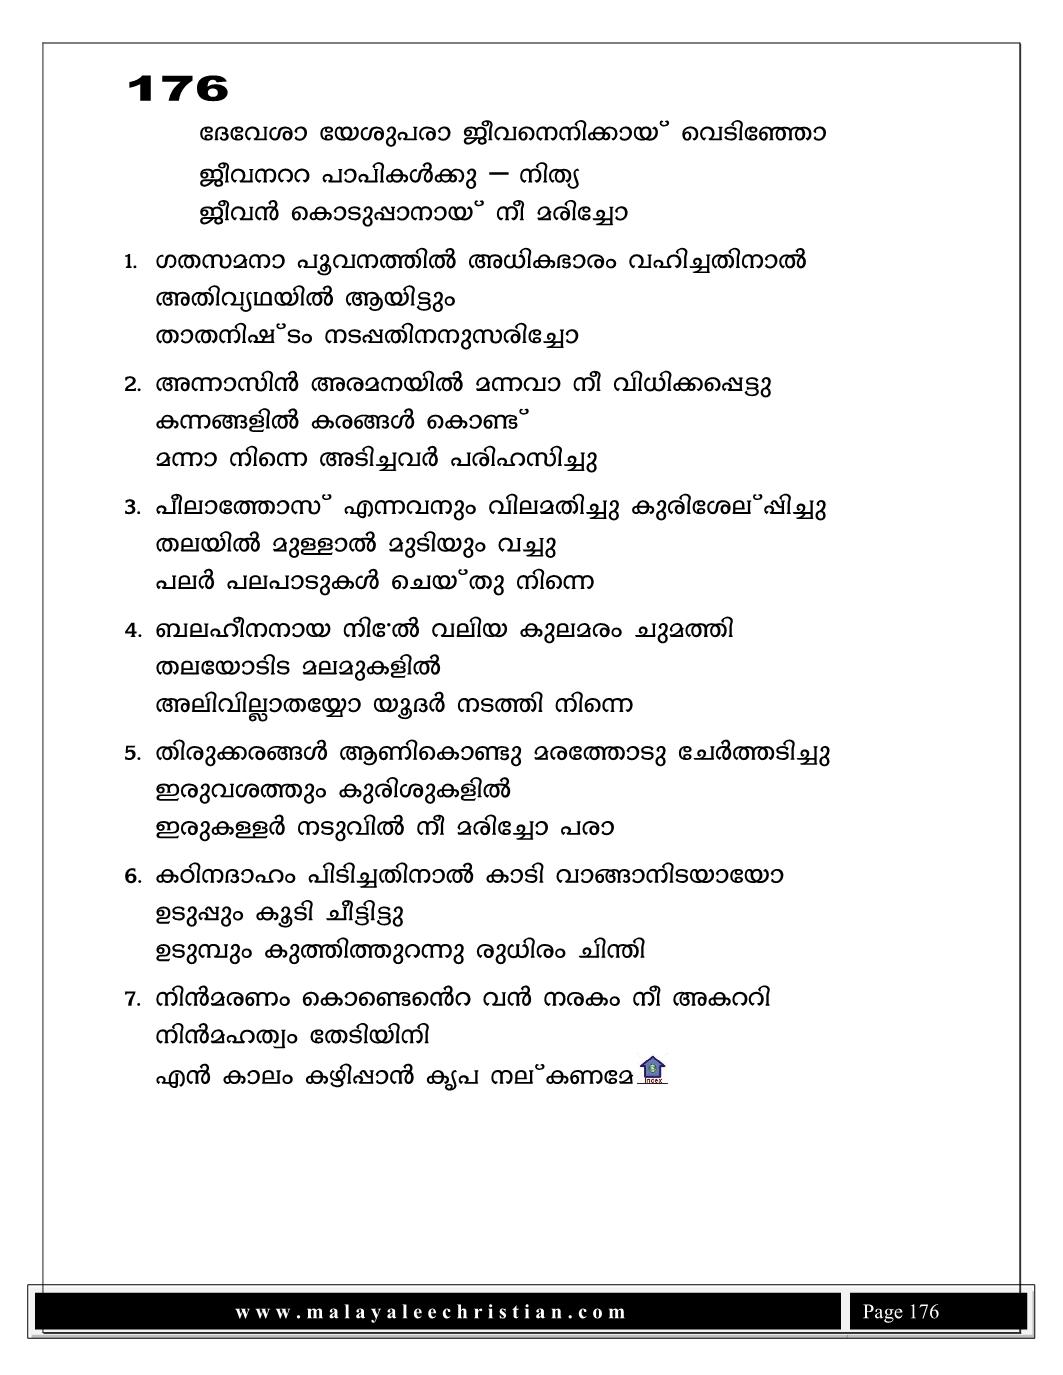 176
ദേവേശാ യേശുപരാ ജീവനെനിക്കായ് വെടിഞ്ഞോ
ജീവനററ പാപികൾക്കു – നിത്യ
ജീവൻ കൊടുപ്പാനായ് നീ മരിച്ചോ
1. ഗതസമനാ പൂവനത്തിൽ അധികഭാരം വഹിച്ചതിനാൽ
അതിവ്യഥയിൽ ആയിട്ടും
താതനിഷ്ടം നടപ്പതിനനുസരിച്ചോ
2. അന്നാസിൻ അരമനയിൽ മന്നവാ നീ വിധിക്കപ്പെട്ടു
കന്നങ്ങളിൽ കരങ്ങൾ കൊണ്ട്
മന്നാ നിന്നെ അടിച്ചവർ പരിഹസിച്ചു
3. പീലാത്തോസ് എന്നവനും വിലമതിച്ചു കുരിശേല്പ്പിച്ചു
തലയിൽ മുള്ളാൽ മുടിയും വച്ചു
പലർ പലപാടുകൾ ചെയ്തു നിന്നെ
4. ബലഹീനനായ വലിയ കുലമരം ചുമത്തി
തലയോടിട മലമുകളിൽ
അലിവില്ലാതയ്യോ യൂദർ നടത്തി നിന്നെ
5. തിരുക്കരങ്ങൾ ആണികൊണ്ടു മരത്തോടു ചേർത്തടിച്ചു
ഇരുവശത്തും കുരിശുകളിൽ
ഇരുകള്ളർ നടുവിൽ നീ മരിച്ചോ പരാ
6. കഠിനദാഹം പിടിച്ചതിനാൽ കാടി വാങ്ങാനിടയായോ
ഉടുപ്പും കൂടി ചീട്ടിട്ടു
ഉടുമ്പും കുത്തിത്തുറന്നു രുധിരം ചിന്തി
7. നിൻമരണം കൊണ്ടെൻെറ വൻ നരകം നീ അകററി
നിൻമഹത്വം തേടിയിനി
എൻ കാലം കഴിപ്പാൻ കൃപ നല്കണമേ
Index
www.malayaleechristian.com
Page 176